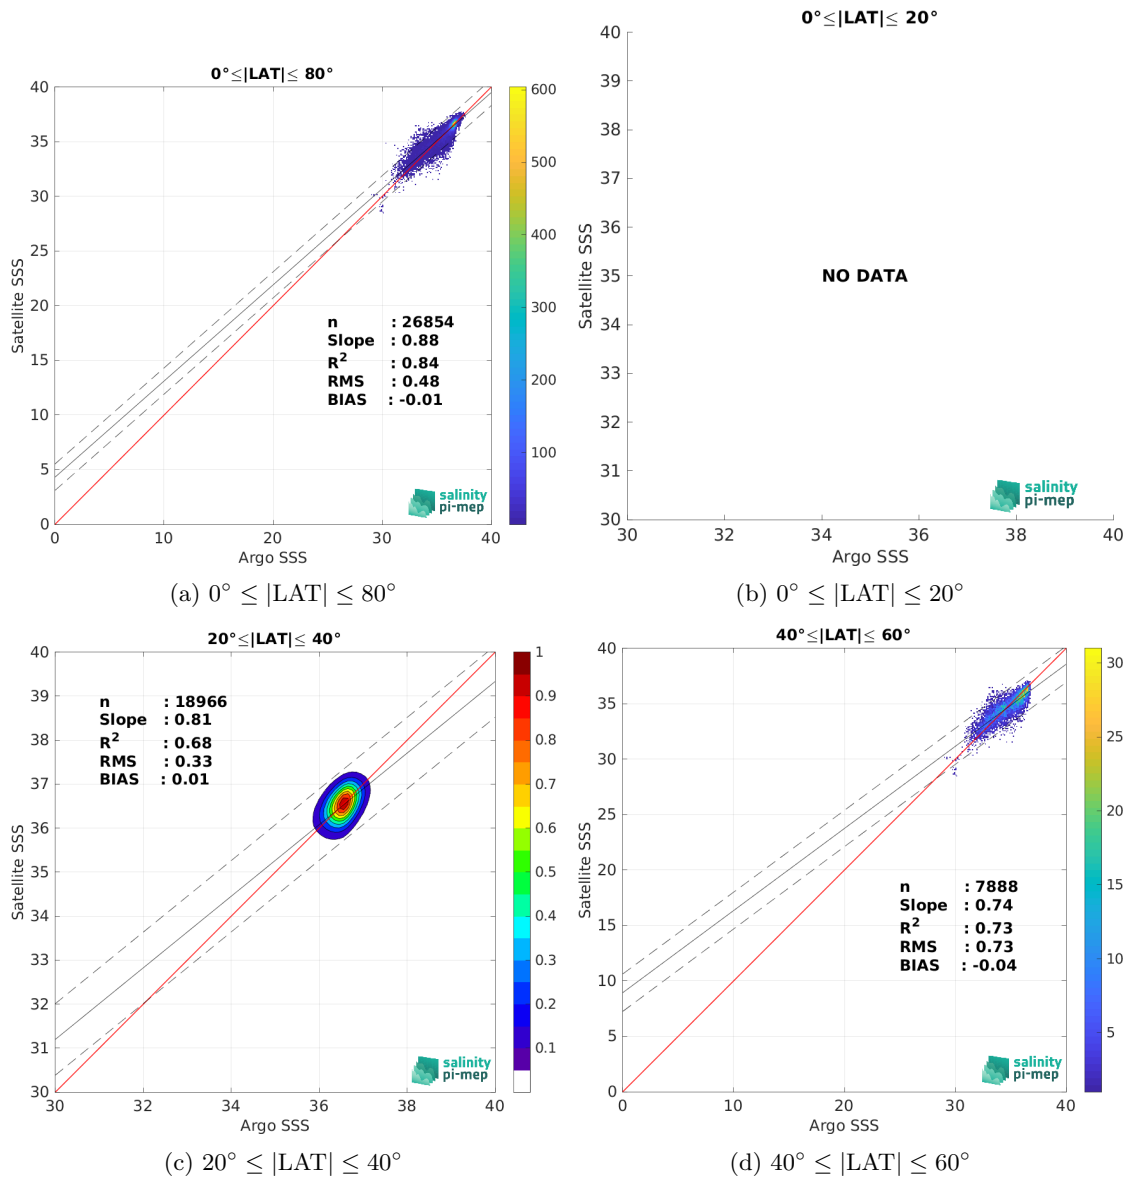 0°≤|LAT|≤ 80°
40
35
30
25
20
15
10
5
0
0
10
20
30
40
Satellite SSS
Argo SSS
n : 26854
Slope : 0.88
R² : 0.84
RMS : 0.48
BIAS : -0.01
salinity
pi-mep
600
500
400
300
200
100
(a) 0° ≤ |LAT| ≤ 80°
0°≤|LAT|≤ 20°
40
39
38
37
36
35
34
33
32
31
30
30
32
34
36
38
40
Satellite SSS
Argo SSS
NO DATA
salinity
pi-mep
(b) 0° ≤ |LAT| ≤ 20°
20°≤|LAT|≤ 40°
40
39
38
37
36
35
34
33
32
31
30
30
32
34
36
38
40
Satellite SSS
Argo SSS
n : 18966
Slope : 0.81
R² : 0.68
RMS : 0.33
BIAS : 0.01
salinity
pi-mep
1
0.9
0.8
0.7
0.6
0.5
0.4
0.3
0.2
0.1
(c) 20° ≤ |LAT| ≤ 40°
40°≤|LAT|≤ 60°
40
35
30
25
20
15
10
5
0
0
10
20
30
40
Satellite SSS
Argo SSS
n : 7888
Slope : 0.74
R² : 0.73
RMS : 0.73
BIAS : -0.04
salinity
pi-mep
30
25
20
15
10
5
(d) 40° ≤ |LAT| ≤ 60°